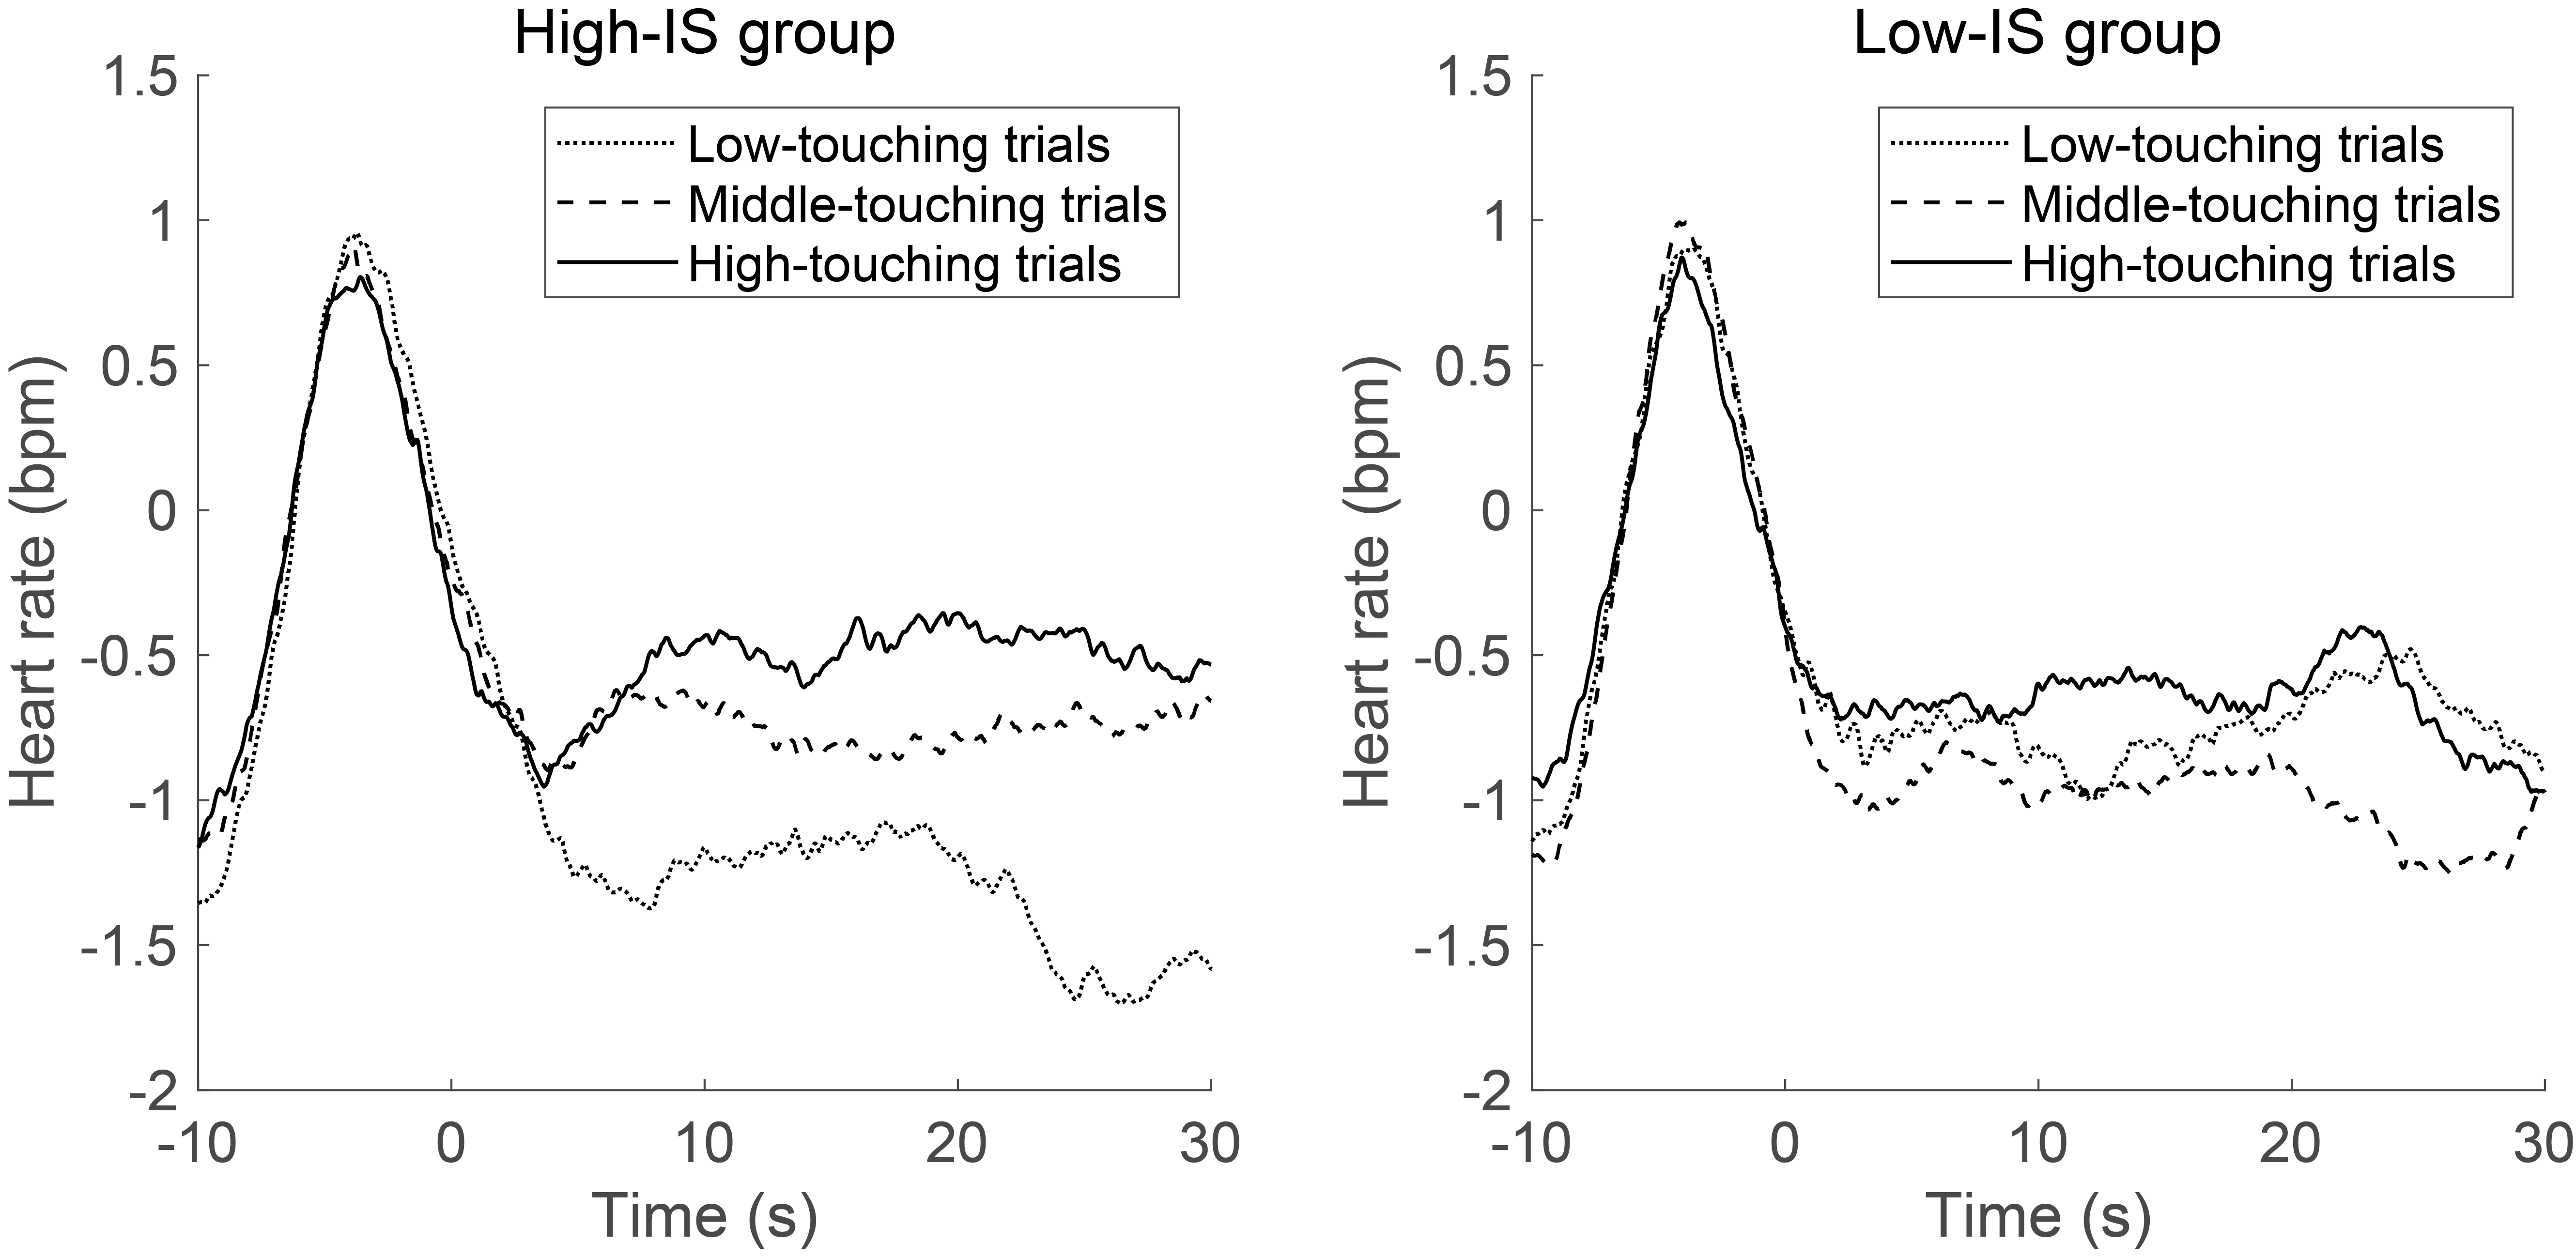 High-IS group
1.5
1
0.5
0
-0.5
-1
-1.5
-2
Heart rate (bpm)
Low-touching trials
Middle-touching trials
High-touching trials
-10
0
10
20
30
Time (s)
Low-IS group
1.5
1
0.5
0
-0.5
-1
-1.5
-2
Heart rate (bpm)
Low-touching trials
Middle-touching trials
High-touching trials
-10
0
10
20
30
Time (s)